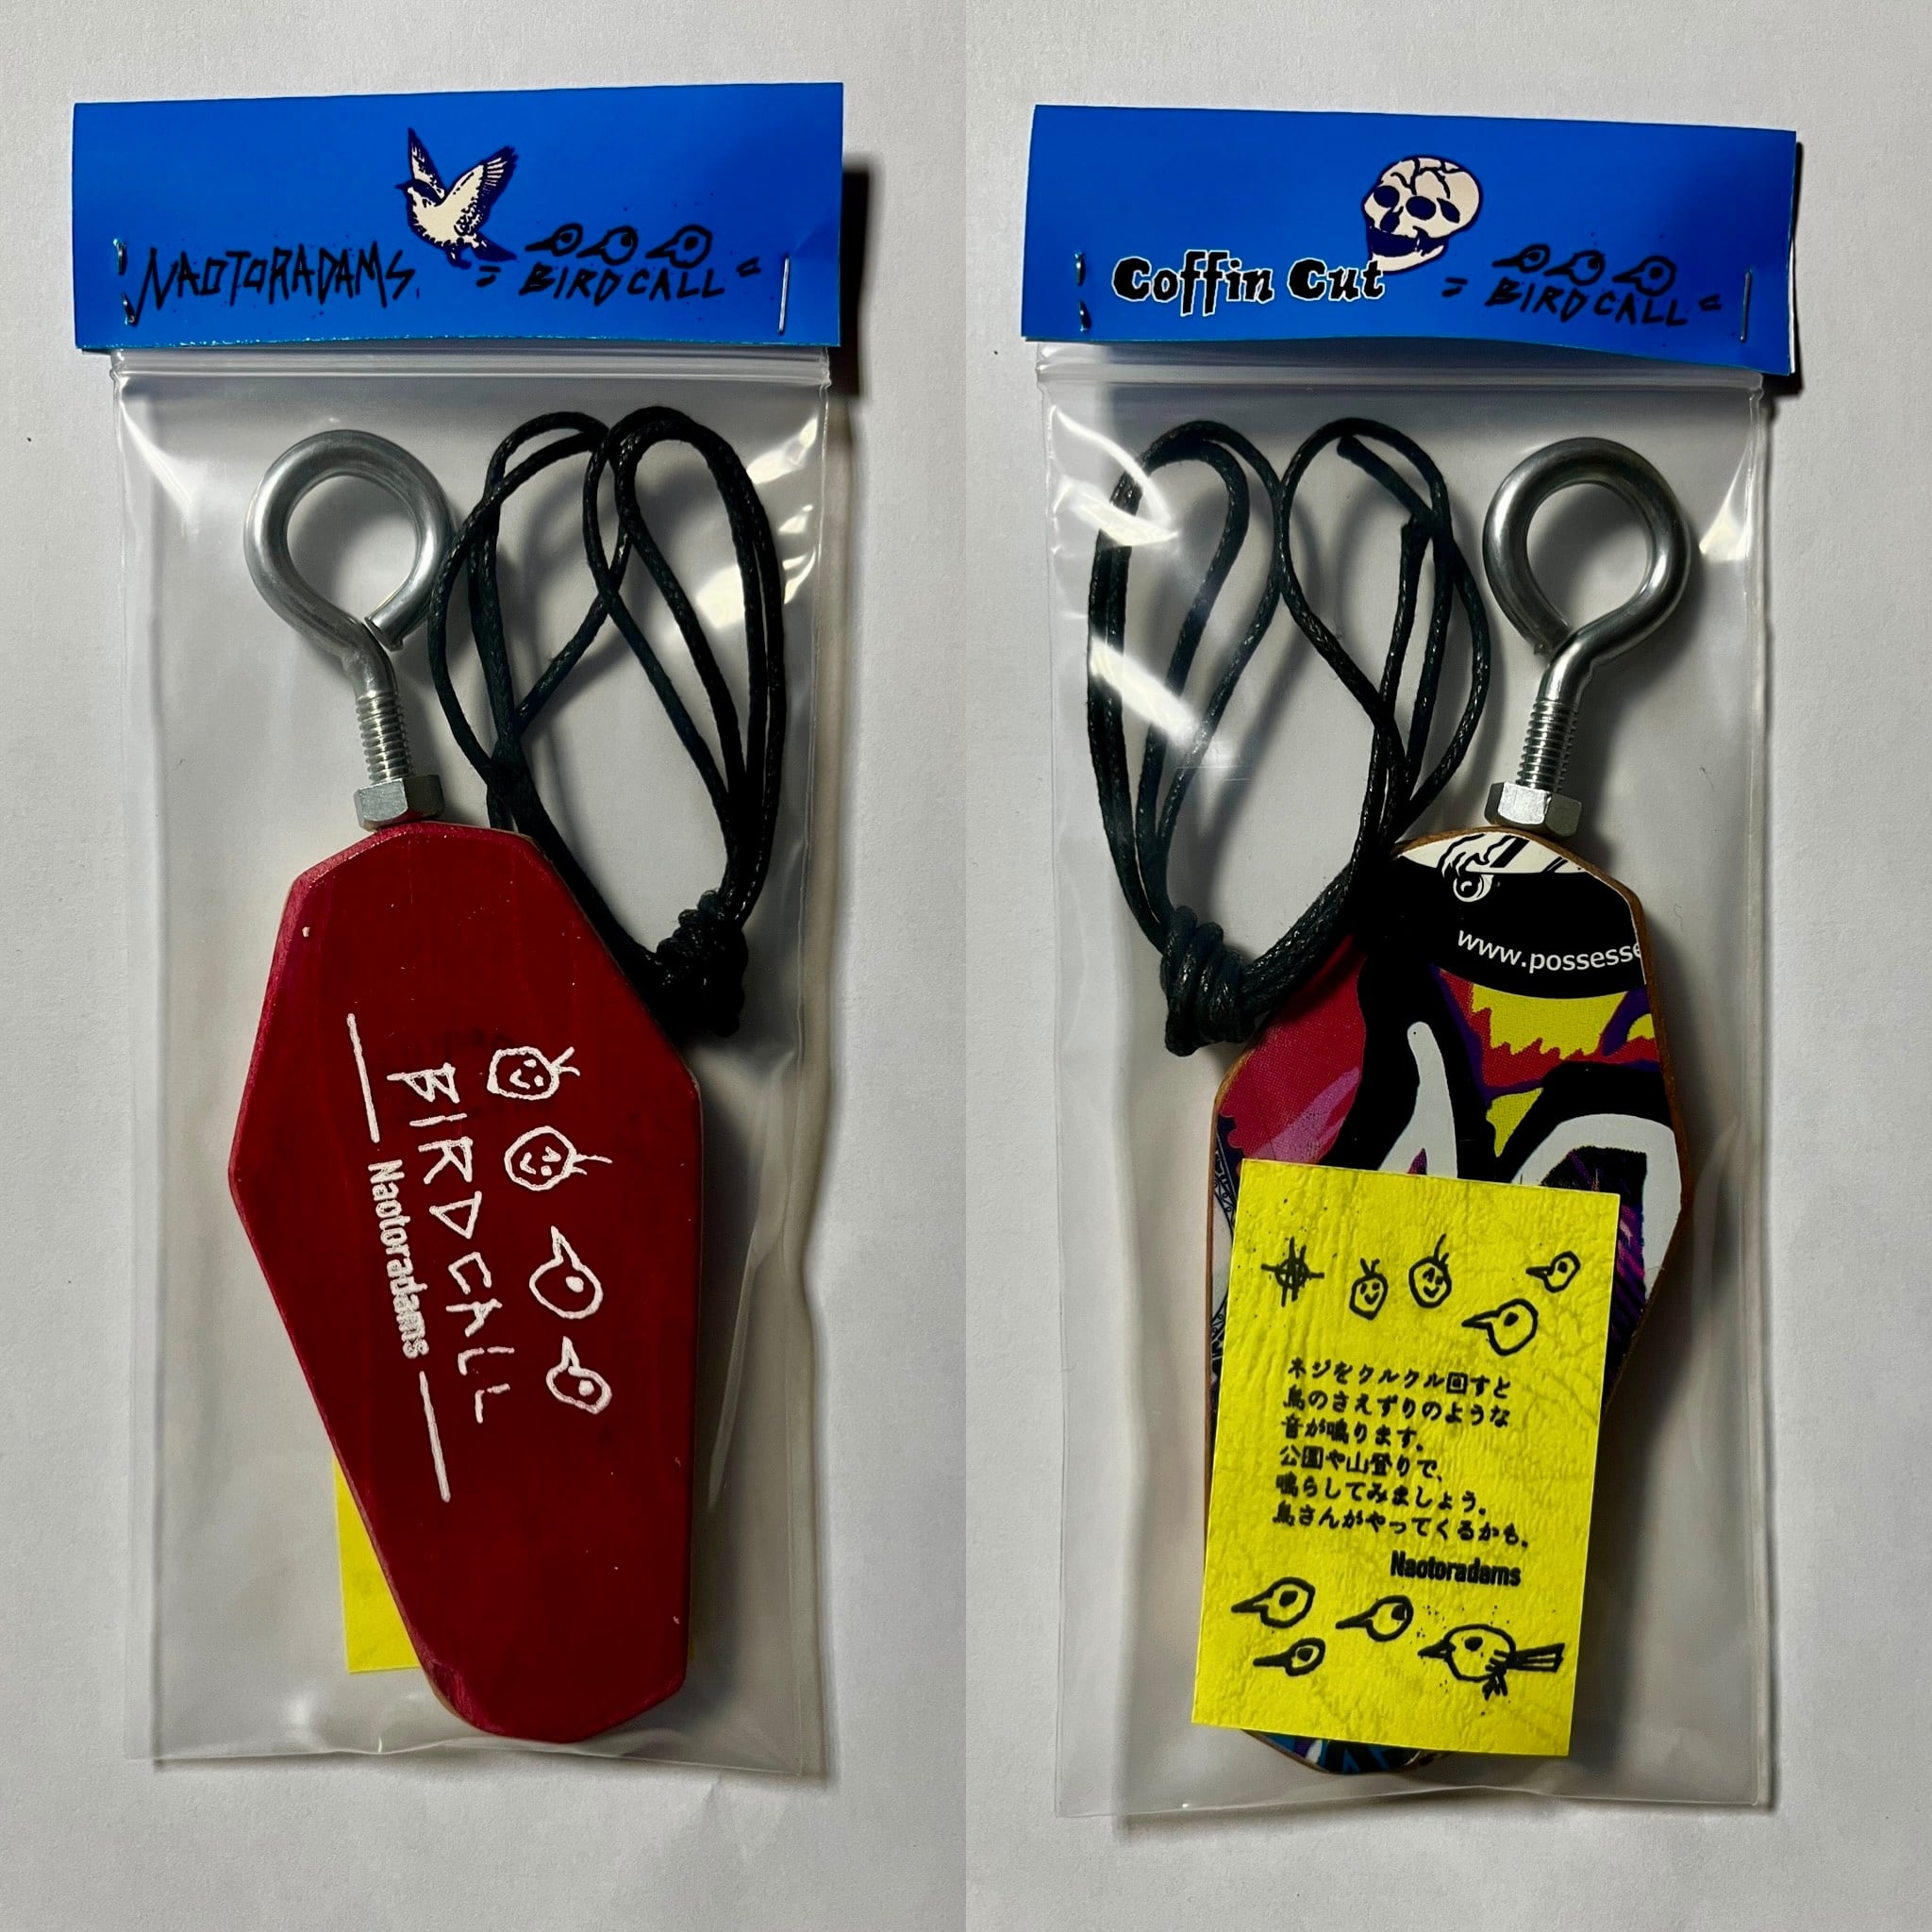 NAOTORADAMS
BIRD CALL
BIRDCALL
Naotoradams
Coffin Cut
BIRD CALL
www.possesse
ネジをクルクル回すと
鳥のさえずりのような
音が鳴ります。
公園や山登りで、
鳴らしてみましょう。
鳥さんがやってくるかも。
Naotoradams